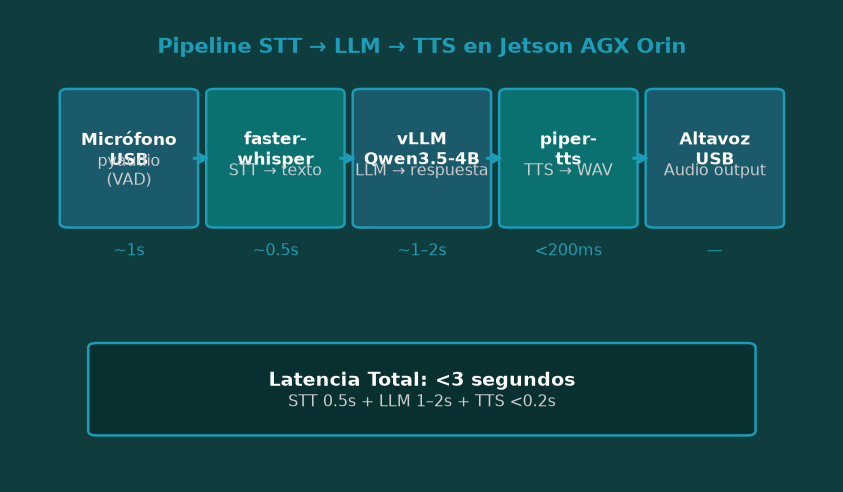 Pipeline STT → LLM → TTS en Jetson AGX Orin
Micrófono
USB
pyaudio
(VAD)
faster-
whisper
STT → texto
vLLM
Qwen3.5-4B
LLM → respuesta
piper-
tts
TTS → WAV
Altavoz
USB
Audio output
~1s
~0.5s
~1–2s
<200ms
—
Latencia Total: <3 segundos
STT 0.5s + LLM 1–2s + TTS <0.2s